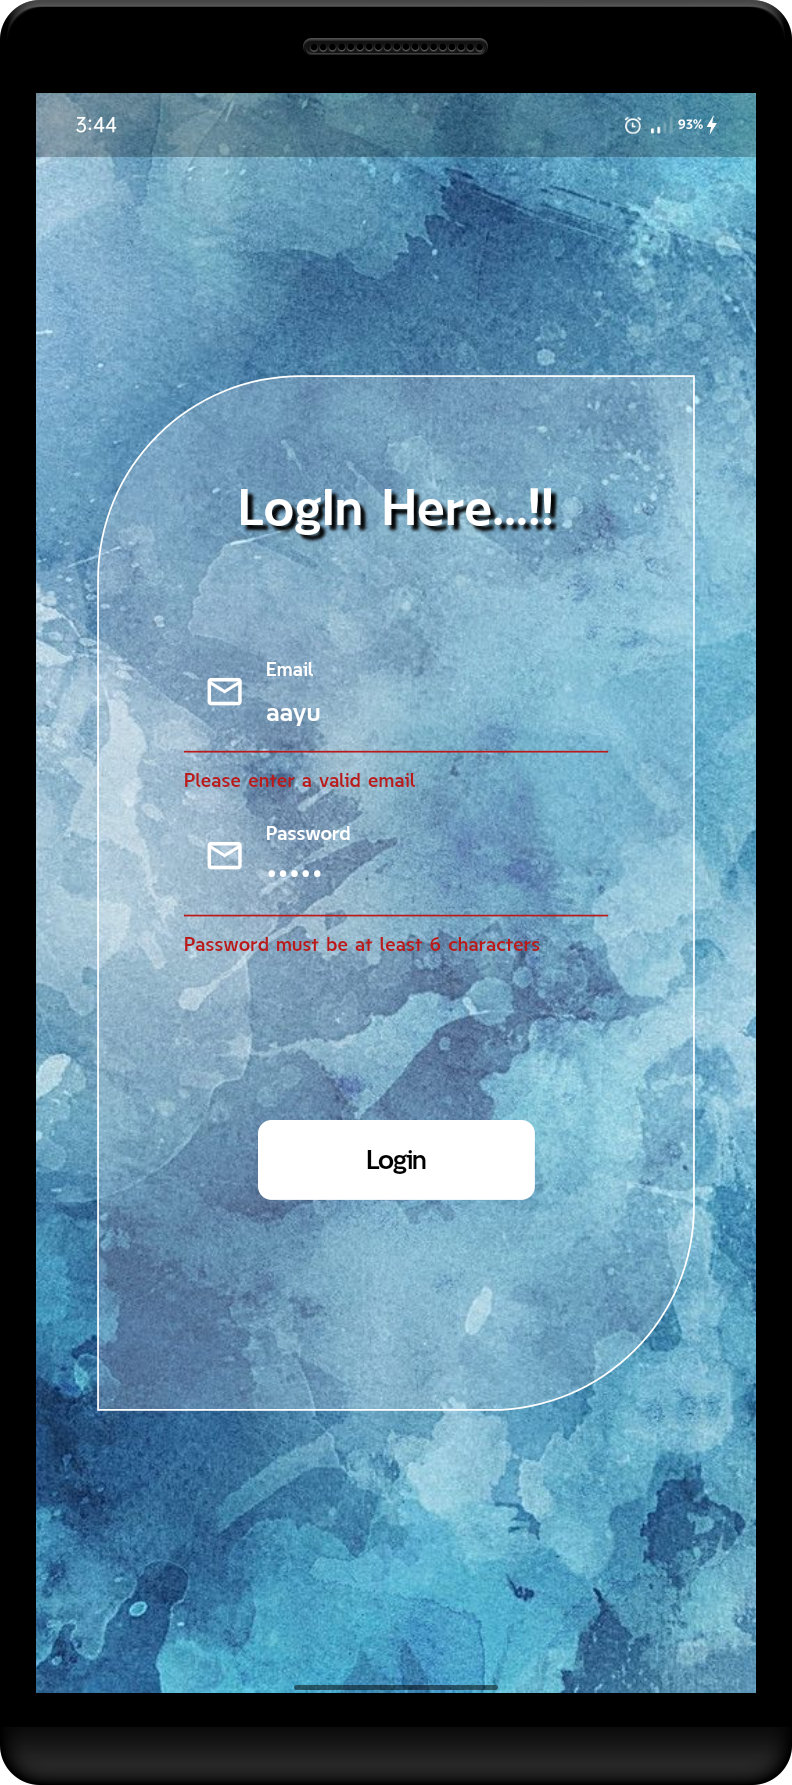 3:44
93%
LogIn Here...!!
Email
aayu
Please enter a valid email
Password
•••••
Password must be at least 6 characters
Login